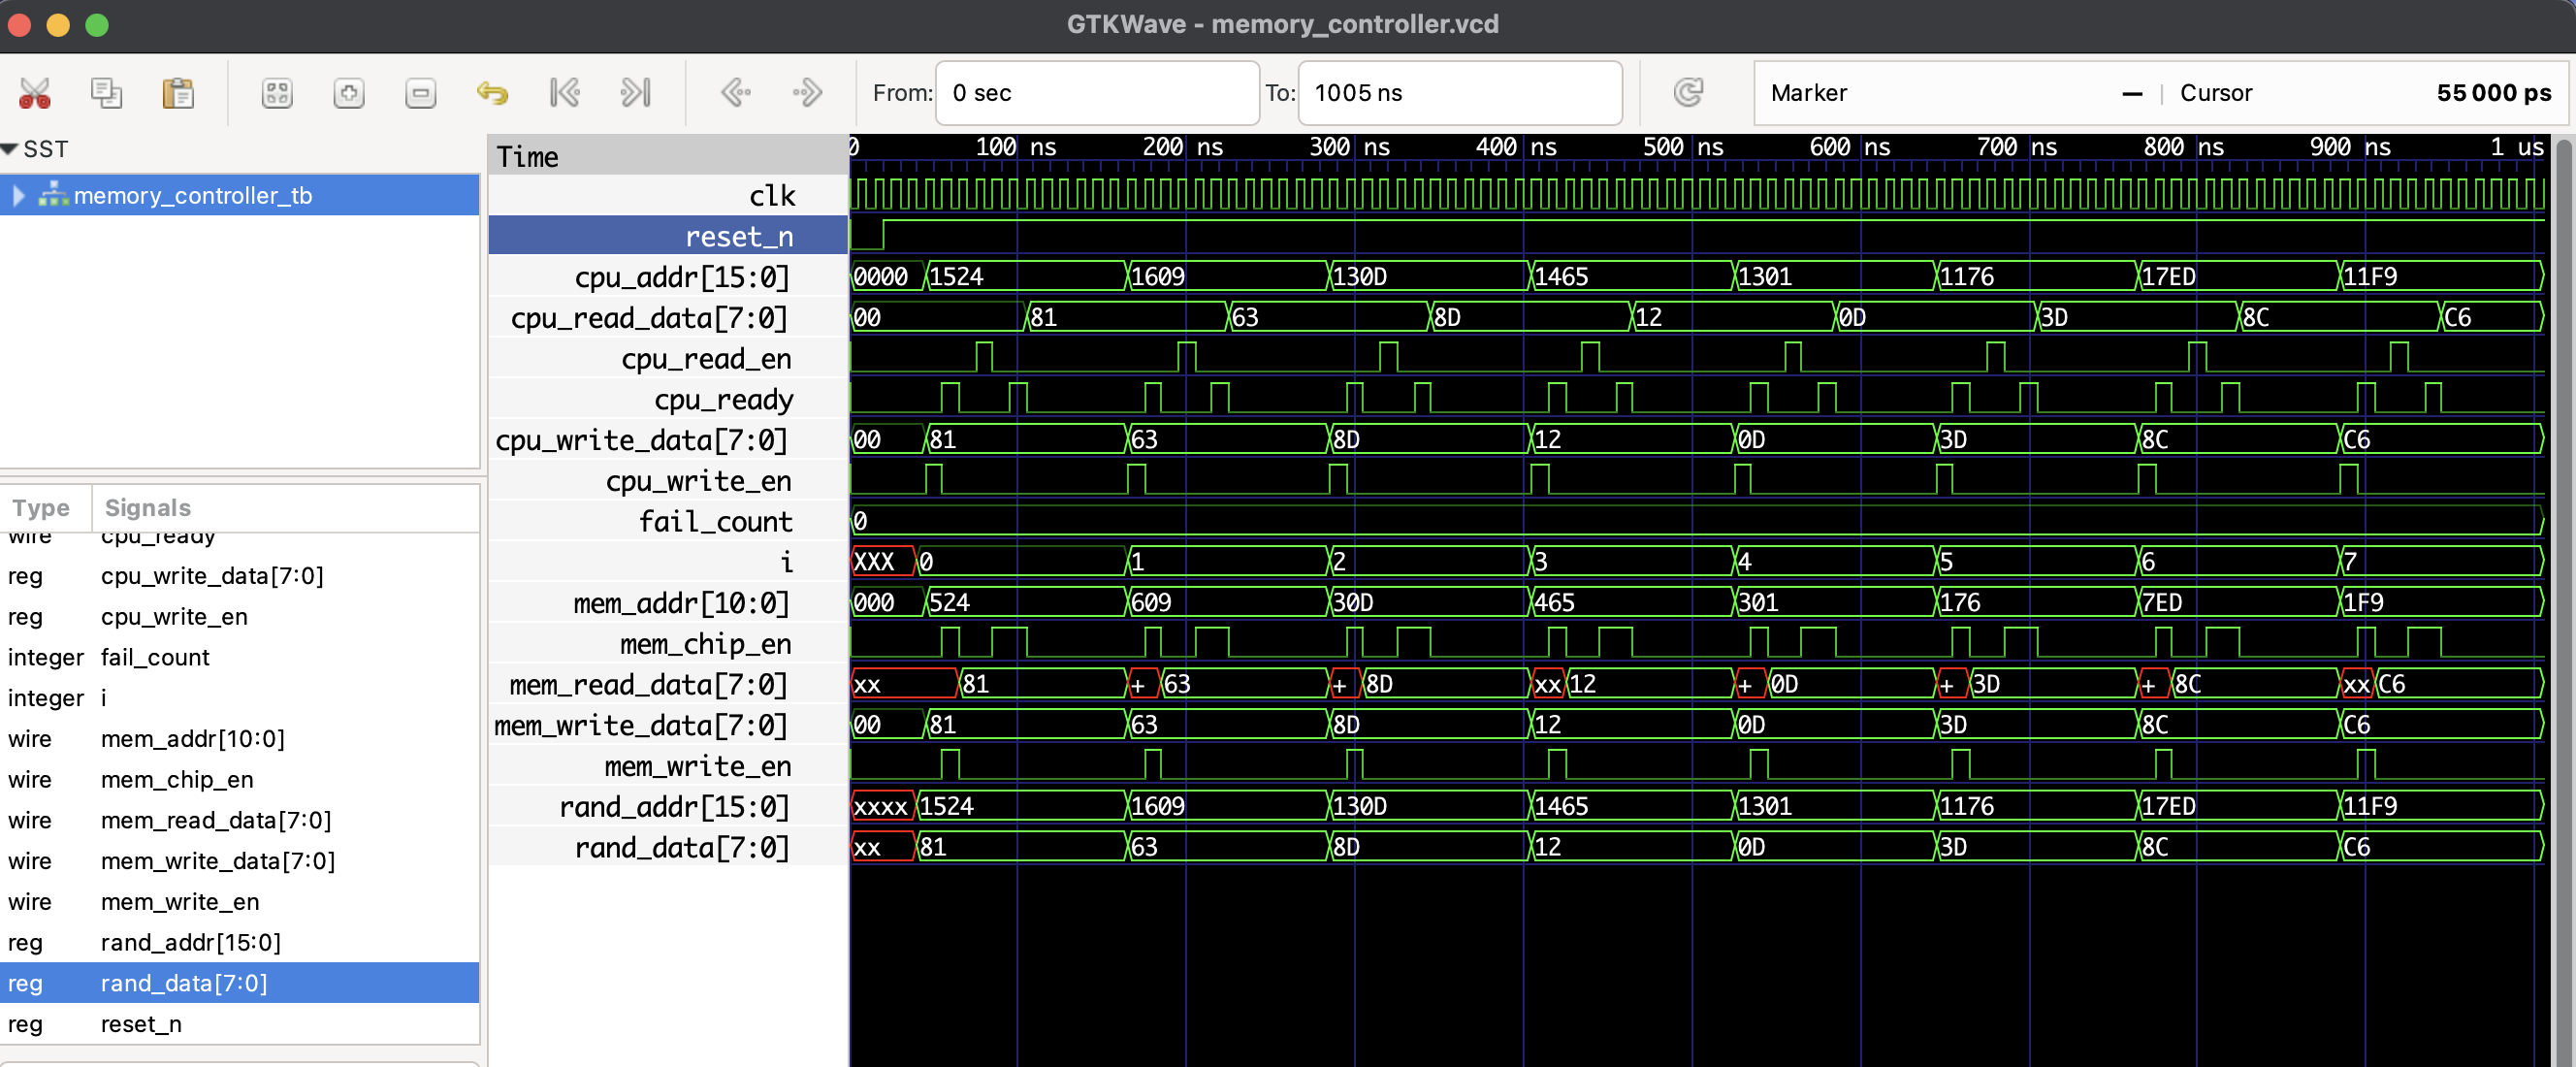 GTKWave - memory_controller.vcd
From: 0 sec To: 1005 ns Marker — | Cursor 55 000 ps
SST
memory_controller_tb
Type Signals
wire cpu_ready
reg cpu_write_data[7:0]
reg cpu_write_en
integer fail_count
integer i
wire mem_addr[10:0]
wire mem_chip_en
wire mem_read_data[7:0]
wire mem_write_data[7:0]
wire mem_write_en
reg rand_addr[15:0]
reg rand_data[7:0]
reg reset_n
Time 0 100 ns 200 ns 300 ns 400 ns 500 ns 600 ns 700 ns 800 ns 900 ns 1 us
clk
reset_n
cpu_addr[15:0] 0000 1524 1609 130D 1465 1301 1176 17ED 11F9
cpu_read_data[7:0] 00 81 63 8D 12 0D 3D 8C C6
cpu_read_en
cpu_ready
cpu_write_data[7:0] 00 81 63 8D 12 0D 3D 8C C6
cpu_write_en
fail_count 0
i XXX 0 1 2 3 4 5 6 7
mem_addr[10:0] 000 524 609 30D 465 301 176 7ED 1F9
mem_chip_en
mem_read_data[7:0] xx 81 + 63 + 8D xx 12 + 0D + 3D + 8C xx C6
mem_write_data[7:0] 00 81 63 8D 12 0D 3D 8C C6
mem_write_en
rand_addr[15:0] xxxx 1524 1609 130D 1465 1301 1176 17ED 11F9
rand_data[7:0] xx 81 63 8D 12 0D 3D 8C C6